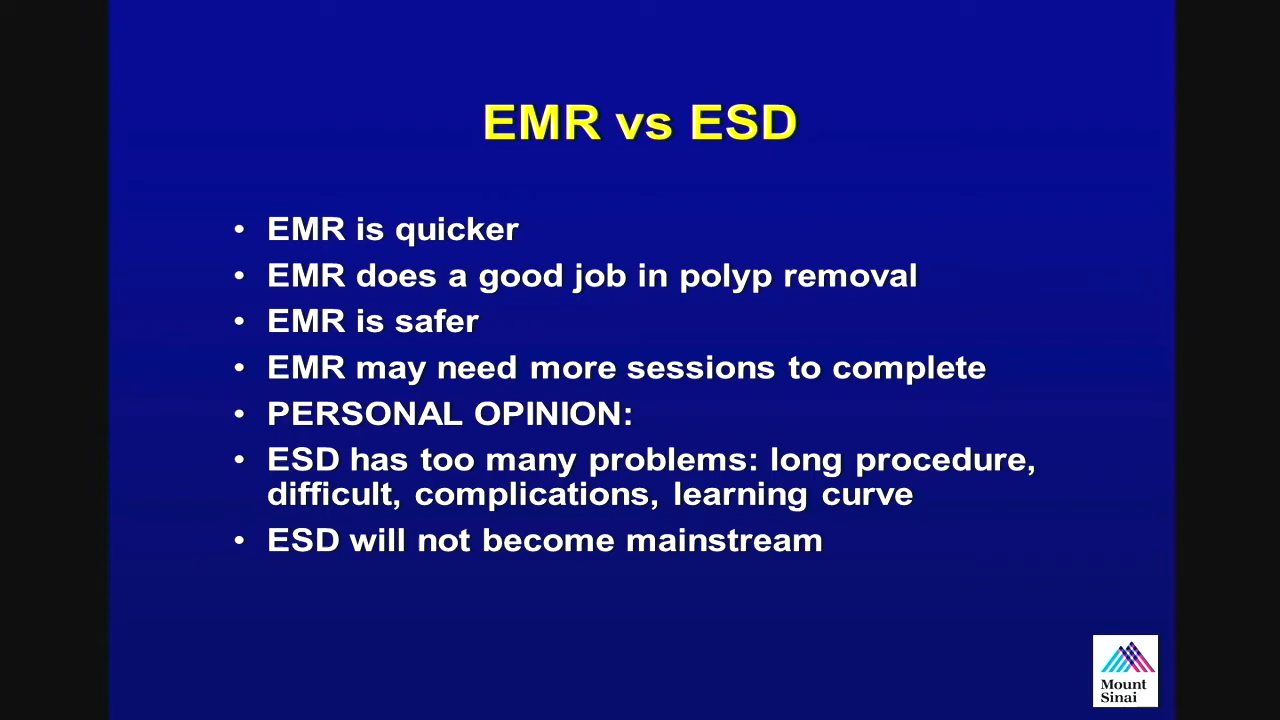 EMR vs ESD
• EMR is quicker
• EMR does a good job in polyp removal
• EMR is safer
• EMR may need more sessions to complete
• PERSONAL OPINION:
• ESD has too many problems: long procedure,
difficult, complications, learning curve
• ESD will not become mainstream
Mount
Sinai